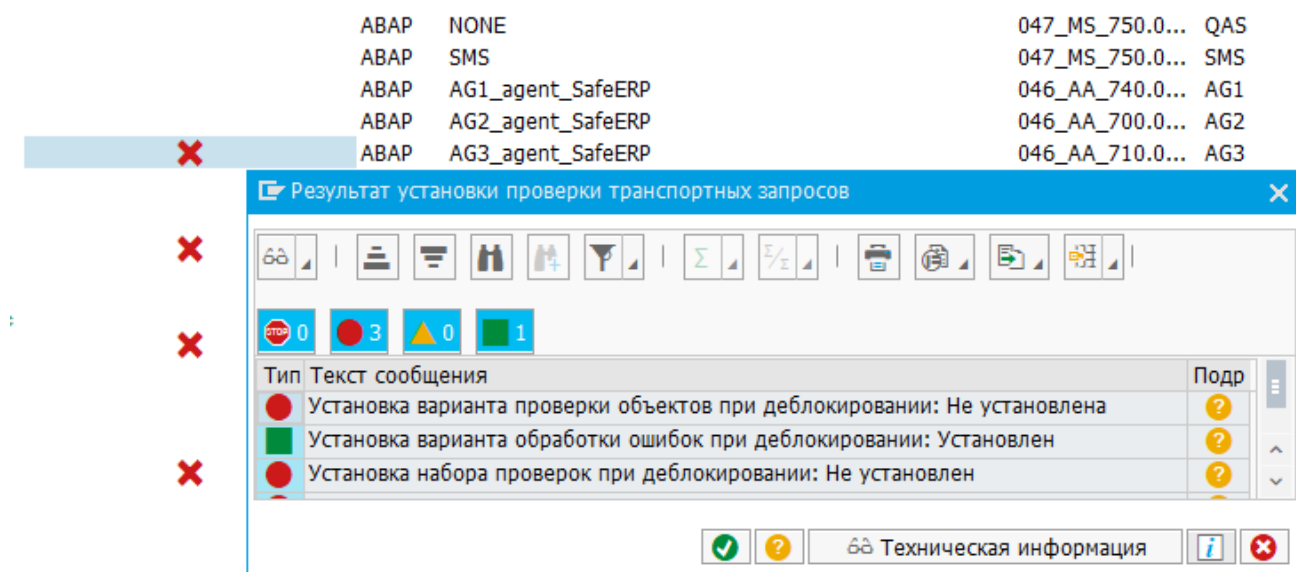 ABAP NONE 047_MS_750.0... QAS
ABAP SMS 047_MS_750.0... SMS
ABAP AG1_agent_SafeERP 046_AA_740.0... AG1
ABAP AG2_agent_SafeERP 046_AA_700.0... AG2
ABAP AG3_agent_SafeERP 046_AA_710.0... AG3
Результат установки проверки транспортных запросов
STOP 0 3 0 1
Тип Текст сообщения Подр
Установка варианта проверки объектов при деблокировании: Не установлена
Установка варианта обработки ошибок при деблокировании: Установлен
Установка набора проверок при деблокировании: Не установлен
Техническая информация